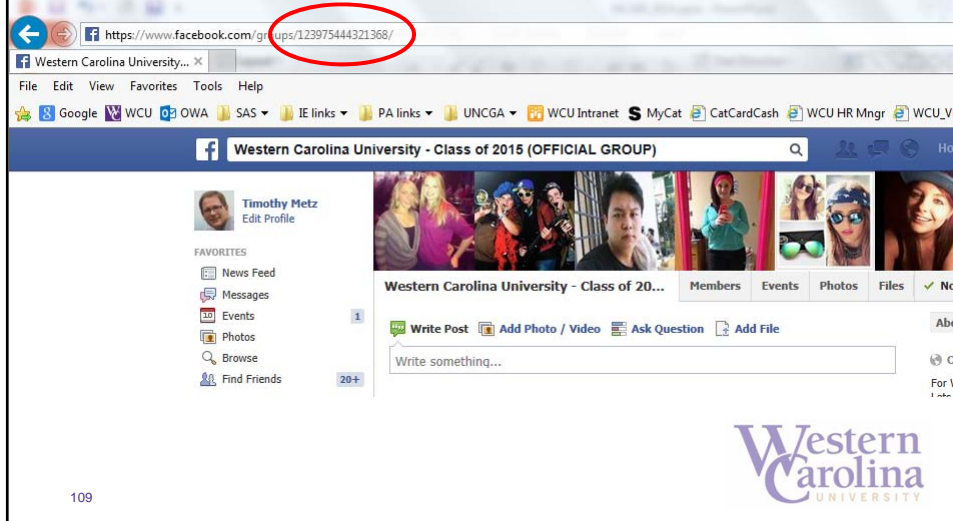 https://www.facebook.com/groups/123975444321368/
Western Carolina University... ×
File Edit View Favorites Tools Help
Google WCU OWA SAS IE links PA links UNCGA WCU Intranet MyCat CatCardCash WCU HR Mngr WCU_V
Western Carolina University - Class of 2015 (OFFICIAL GROUP)
Ho
Timothy Metz
Edit Profile
FAVORITES
News Feed
Messages
Events 1
Photos
Browse
Find Friends 20+
Western Carolina University - Class of 20... Members Events Photos Files ✓ No
Write Post Add Photo / Video Ask Question Add File
Write something...
Abo
For
Western
Carolina
UNIVERSITY
109